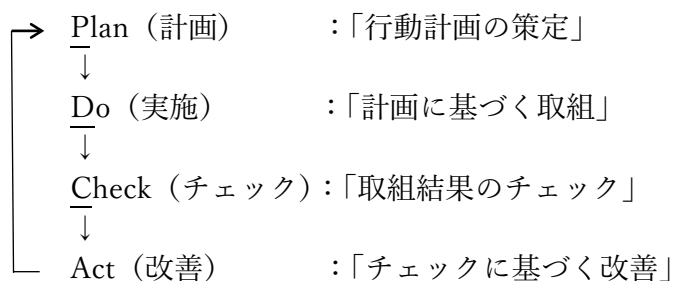 Plan（計画）　　　：「行動計画の策定」
↓
Do（実施）　　　：「計画に基づく取組」
↓
Check（チェック）：「取組結果のチェック」
↓
Act（改善）　　　：「チェックに基づく改善」